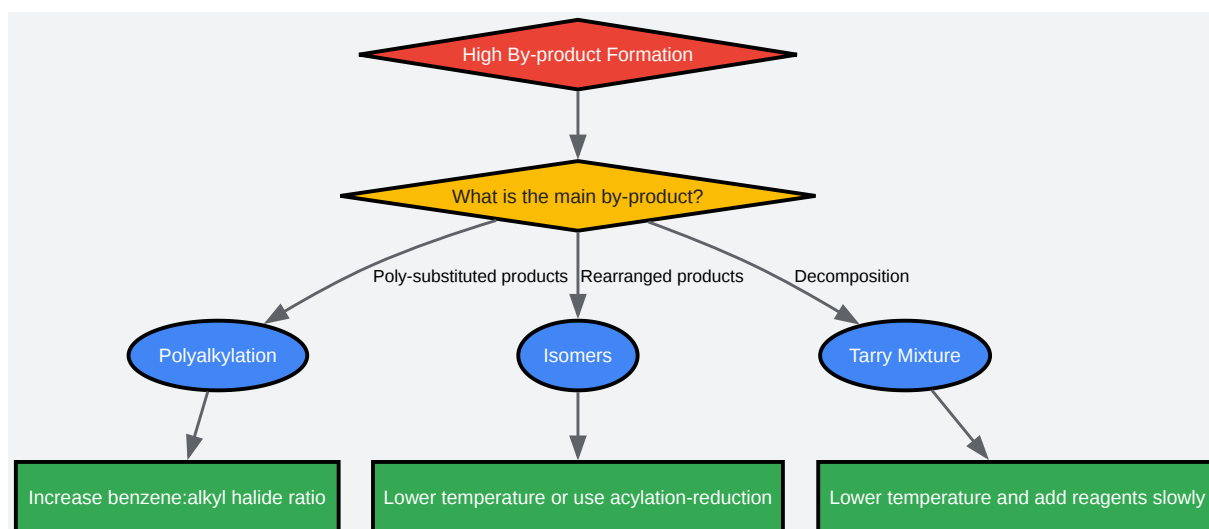 High By-product Formation
What is the main by-product?
Poly-substituted products
Rearranged products
Decomposition
Polyalkylation
Isomers
Tarry Mixture
Increase benzene:alkyl halide ratio
Lower temperature or use acylation-reduction
Lower temperature and add reagents slowly